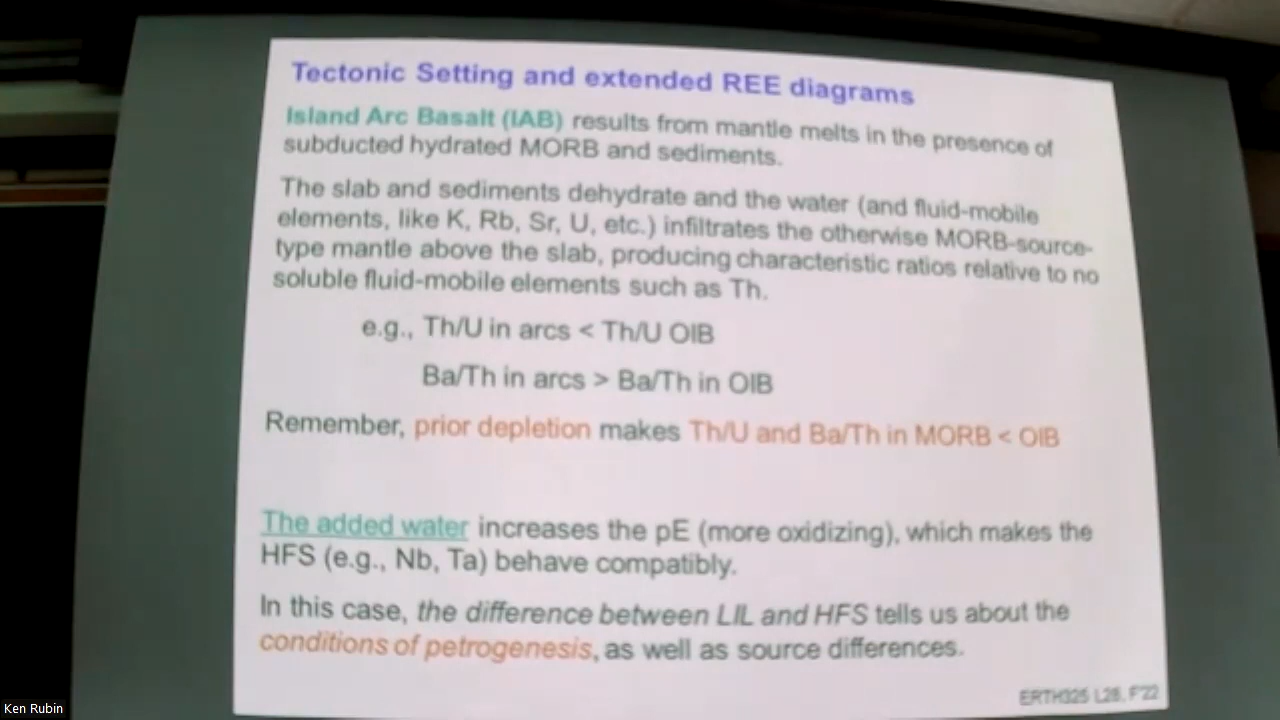 Tectonic Setting and extended REE diagrams
Island Arc Basalt (IAB) results from mantle melts in the presence of
subducted hydrated MORB and sediments.
The slab and sediments dehydrate and the water (and fluid-mobile
elements, like K, Rb, Sr, U, etc.) infiltrates the otherwise MORB-source-
type mantle above the slab, producing characteristic ratios relative to no
soluble fluid-mobile elements such as Th.
e.g., Th/U in arcs < Th/U OIB
Ba/Th in arcs > Ba/Th in OIB
Remember, prior depletion makes Th/U and Ba/Th in MORB < OIB
The added water increases the pE (more oxidizing), which makes the
HFS (e.g., Nb, Ta) behave compatibly.
In this case, the difference between LIL and HFS tells us about the
conditions of petrogenesis, as well as source differences.
ERTH325 L28, F'22
Ken Rubin